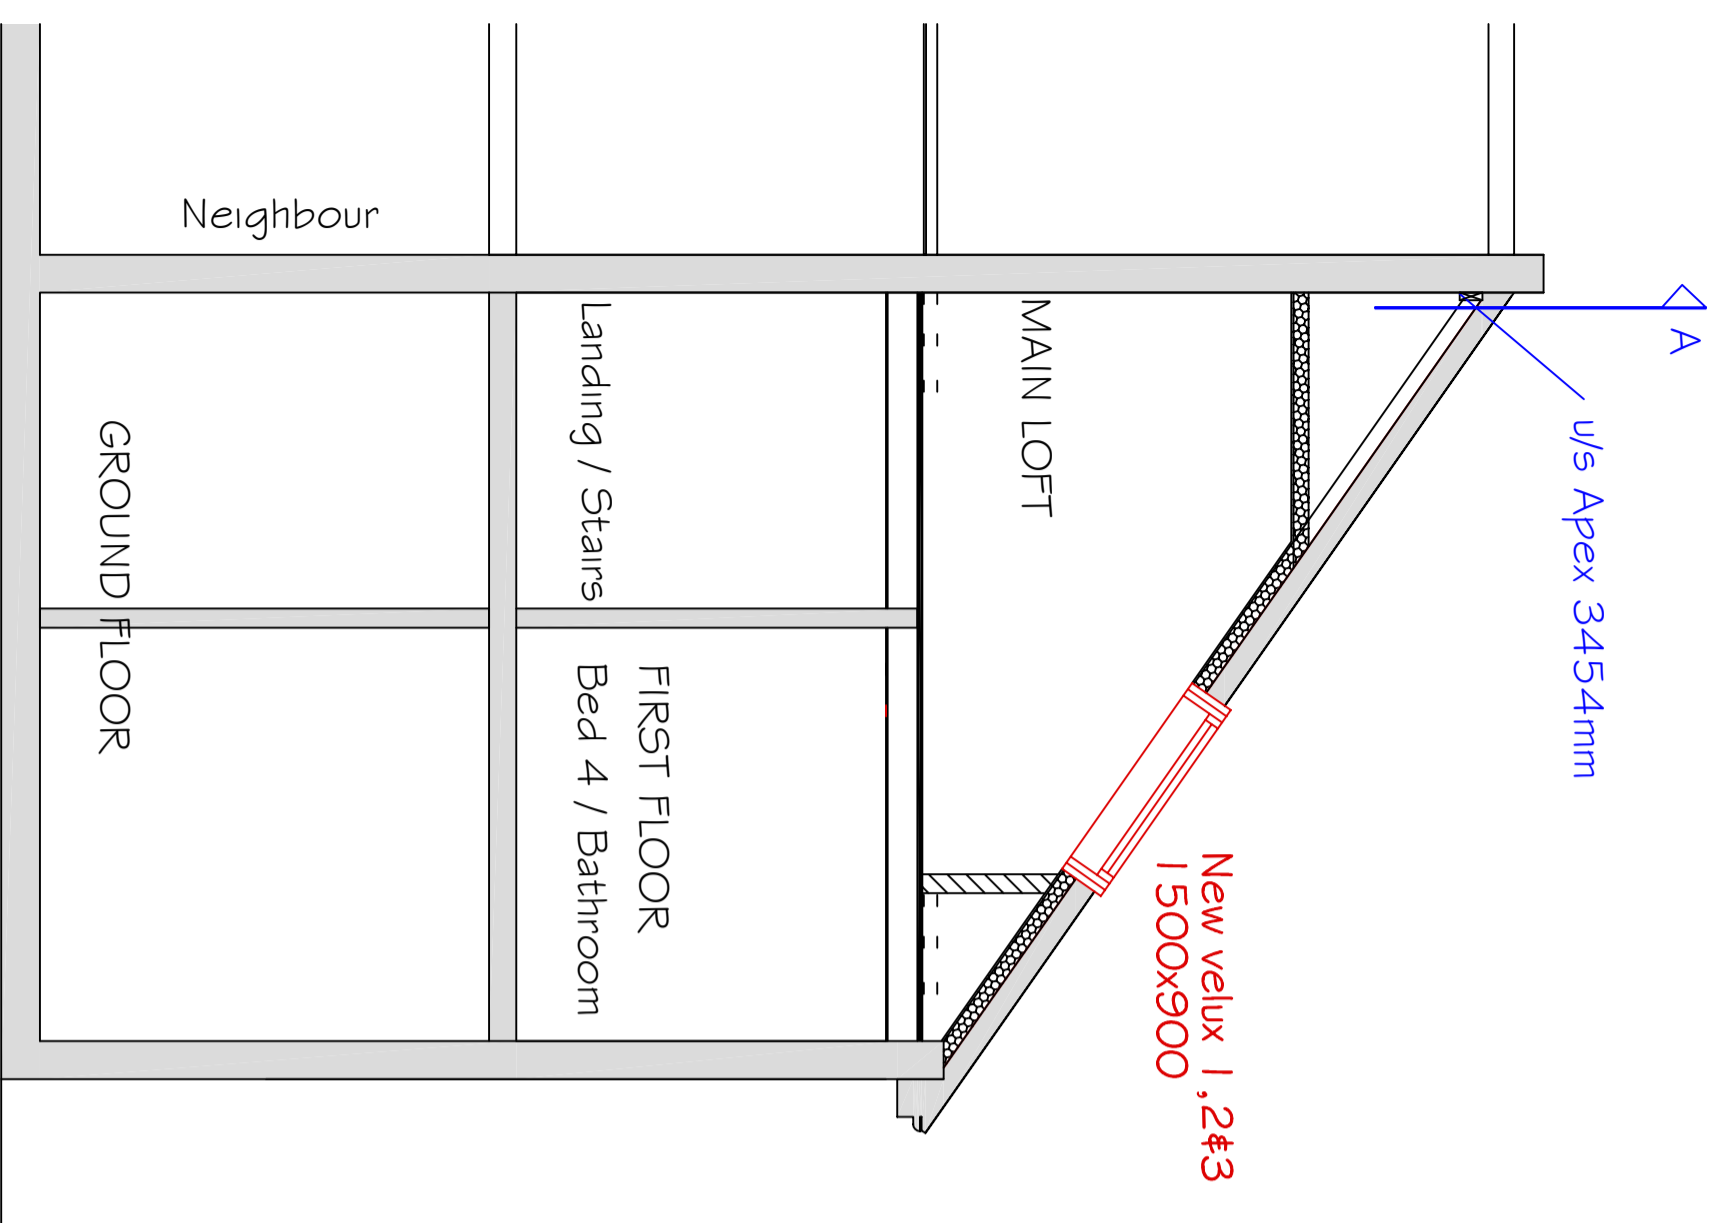 A
u/s Apex 3454mm
New velux 1,2&3
1500x900
MAIN LOFT
FIRST FLOOR
Bed 4 / Bathroom
Landing / Stairs
GROUND FLOOR
Neighbour